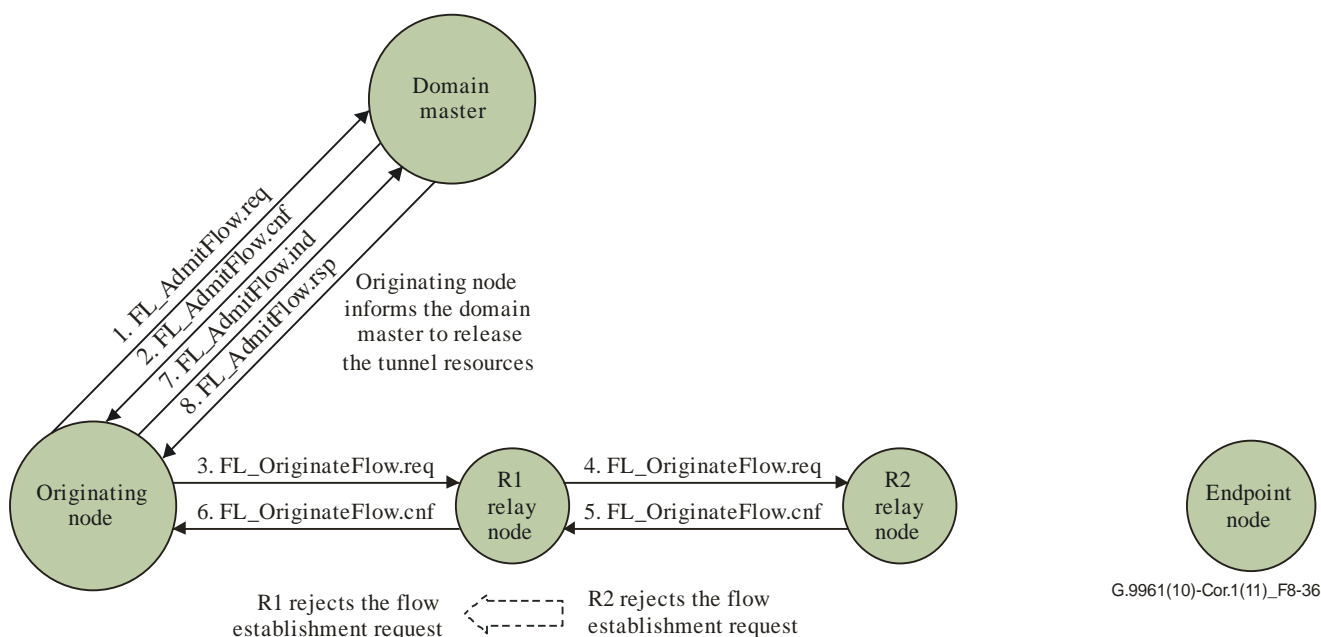 Domain
master
1. FL_AdmitFlow.req
2. FL_AdmitFlow.cnf
7. FL_AdmitFlow.ind
8. FL_AdmitFlow.rsp
Originating node
informs the domain
master to release
the tunnel resources
Originating
node
3. FL_OriginateFlow.req
6. FL_OriginateFlow.cnf
R1
relay
node
4. FL_OriginateFlow.req
5. FL_OriginateFlow.cnf
R2
relay
node
Endpoint
node
G.9961(10)-Cor.1(11)_F8-36
R1 rejects the flow
establishment request
R2 rejects the flow
establishment request